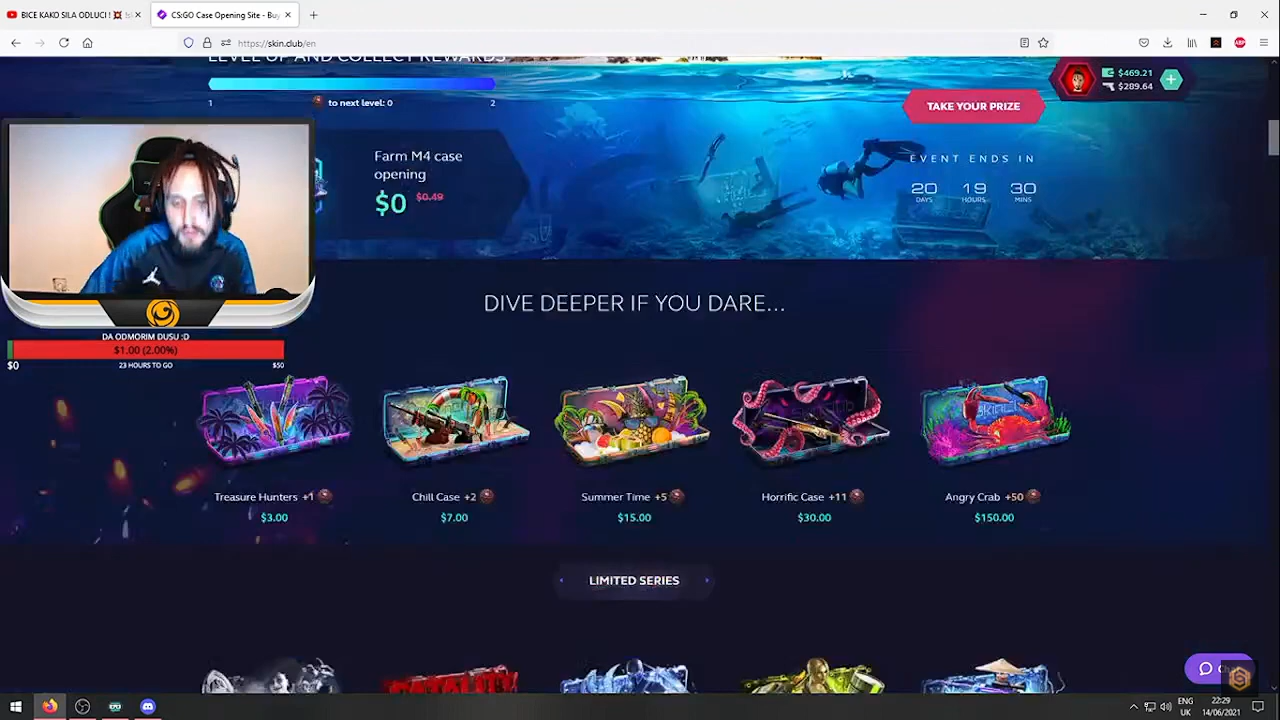 BICE KAKO SILA ODLUCI !
CS:GO Case Opening Site - Buy
https://skin.club/en
LEVEL UP AND COLLECT REWARDS
$469.21
$289.64
1
to next level: 0
2
TAKE YOUR PRIZE
Farm M4 case
opening
$0 $0.49
EVENT ENDS IN
20 19 30
DAYS HOURS MINS
DIVE DEEPER IF YOU DARE...
DA ODMORIM DUSU :D
$1.00 (2.00%)
$0 23 HOURS TO GO $50
Treasure Hunters +1
$3.00
Chill Case +2
$7.00
Summer Time +5
$15.00
Horrific Case +11
$30.00
Angry Crab +50
$150.00
LIMITED SERIES
ENG
UK
22:29
14/06/2021